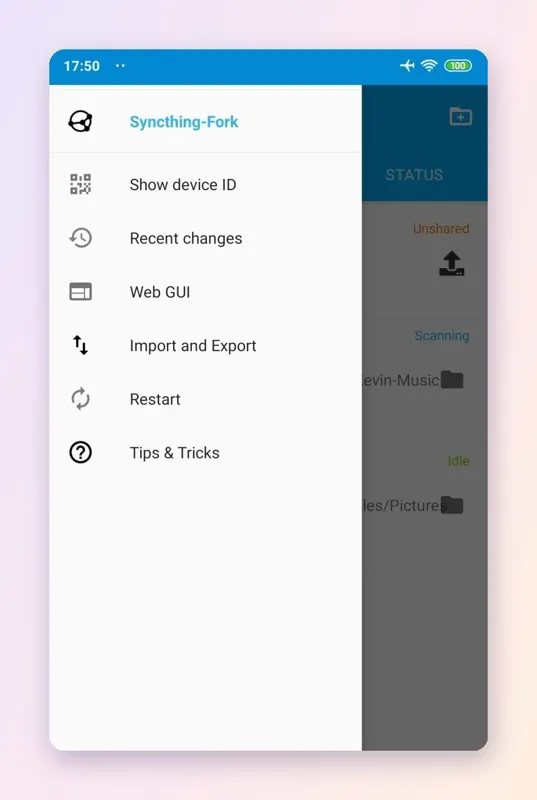 17:50
100
Syncthing-Fork
STATUS
Show device ID
Unshared
Recent changes
Web GUI
Scanning
Import and Export
evin-Music
Restart
Tips & Tricks
Idle
les/Pictures